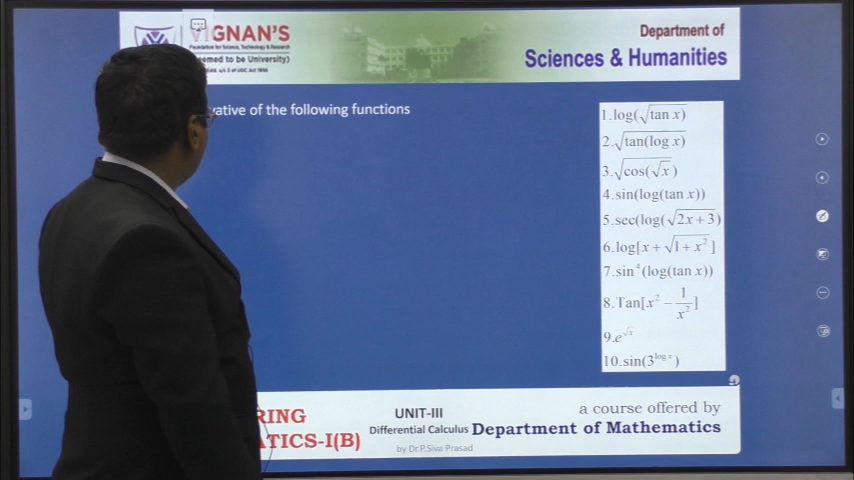 VIGNAN'S
Foundation for Science, Technology & Research
emed to be University)
Department of
Sciences & Humanities
vative of the following functions
1.log(√tan x)
2.√tan(log x)
3.√cos(√x)
4.sin(log(tan x))
5.sec(log(√2x+3)
6.log[x + √1+x²]
7.sin⁴(log(tan x))
8.Tan[x² − 1/x²]
9.e^√x
10.sin(3^log x)
RING
ATICS-I(B)
UNIT-III
Differential Calculus
by Dr.P.Siva Prasad
a course offered by
Department of Mathematics